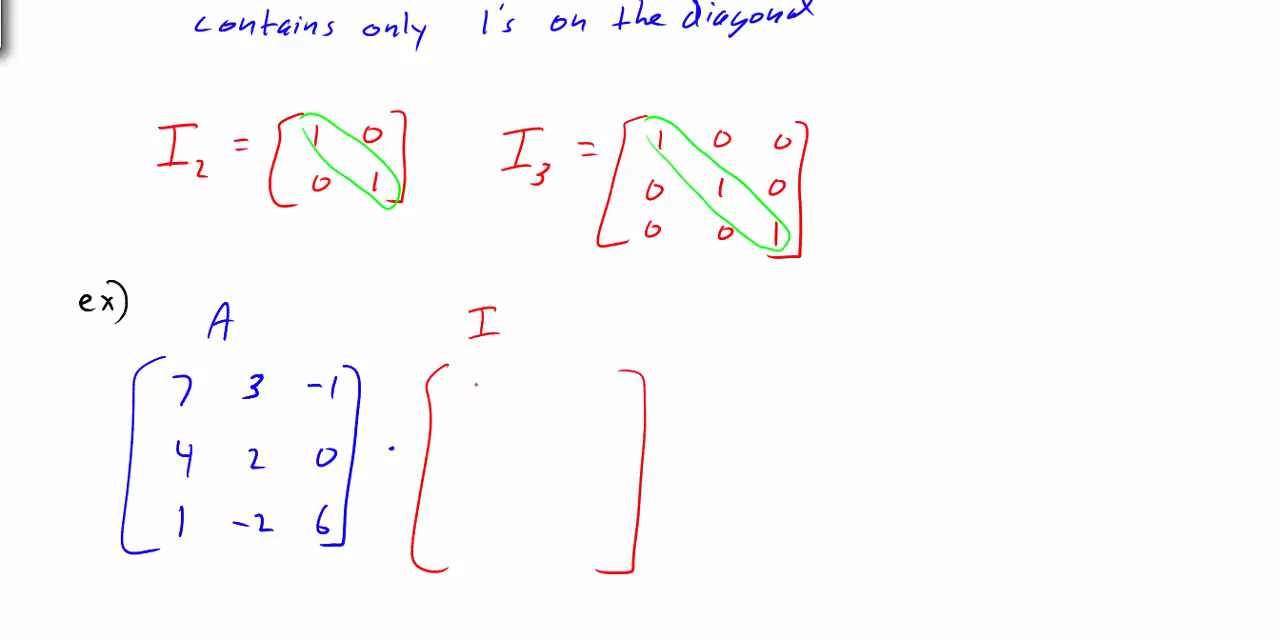 contains only 1's on the diagonal
I2 = [1 0 I3 = [1 0 0
0 1] 0 1 0
0 0 1]
ex)
A I
[7 3 -1] · [ ]
4 2 0
1 -2 6